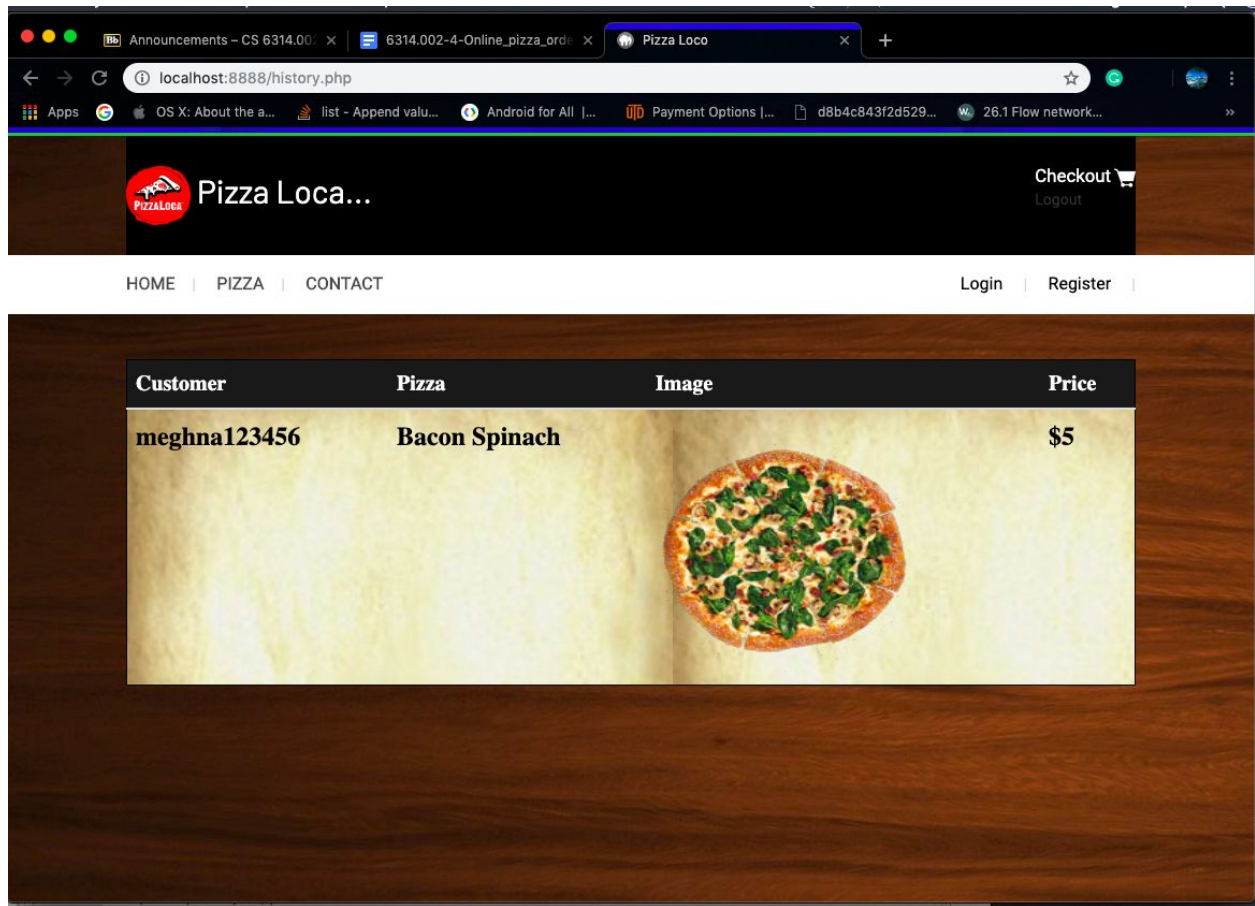 Bb Announcements – CS 6314.00 6314.002-4-Online_pizza_orde Pizza Loco
localhost:8888/history.php
Apps OS X: About the a... list - Append valu... Android for All |... UTD Payment Options |... d8b4c843f2d529... W. 26.1 Flow network... »
PIZZALOCA Pizza Loca...
Checkout
Logout
HOME | PIZZA | CONTACT Login | Register |
Customer Pizza Image Price
meghna123456 Bacon Spinach $5